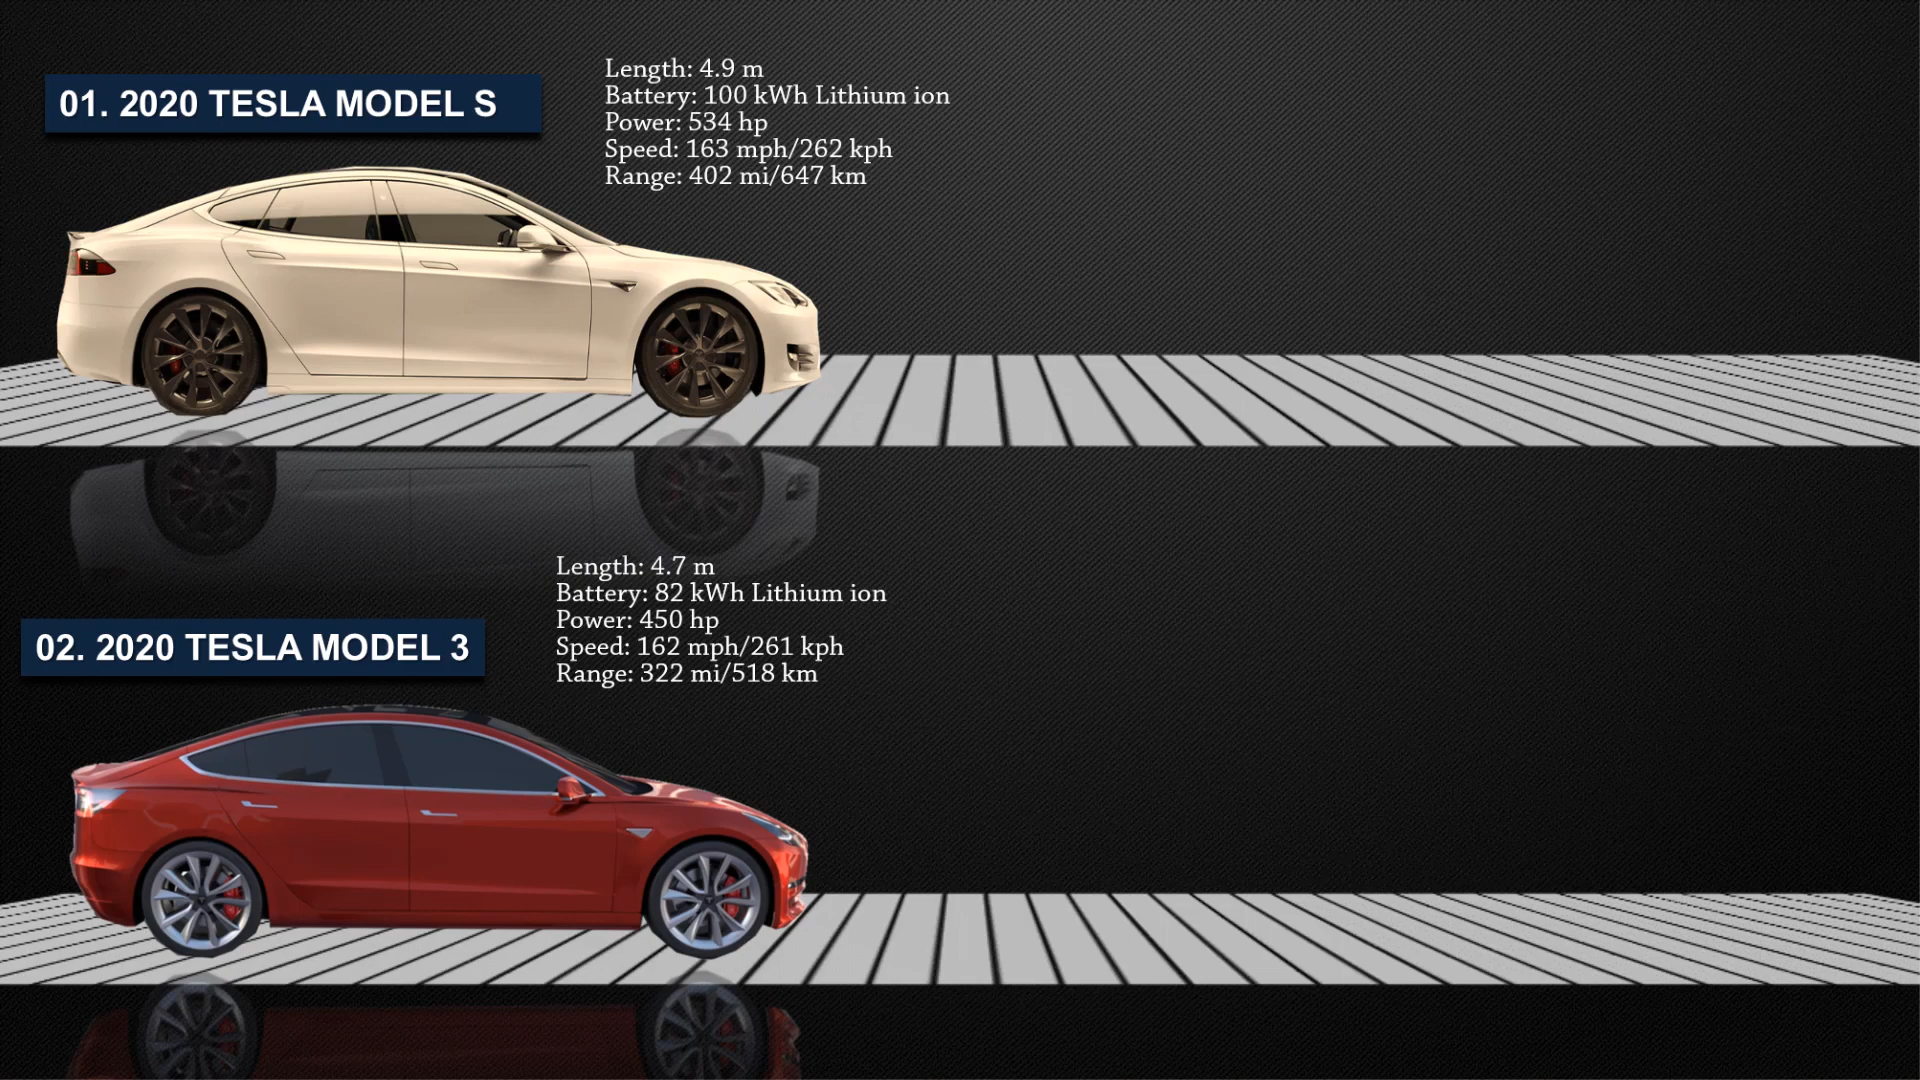 01. 2020 TESLA MODEL S
Length: 4.9 m
Battery: 100 kWh Lithium ion
Power: 534 hp
Speed: 163 mph/262 kph
Range: 402 mi/647 km
02. 2020 TESLA MODEL 3
Length: 4.7 m
Battery: 82 kWh Lithium ion
Power: 450 hp
Speed: 162 mph/261 kph
Range: 322 mi/518 km